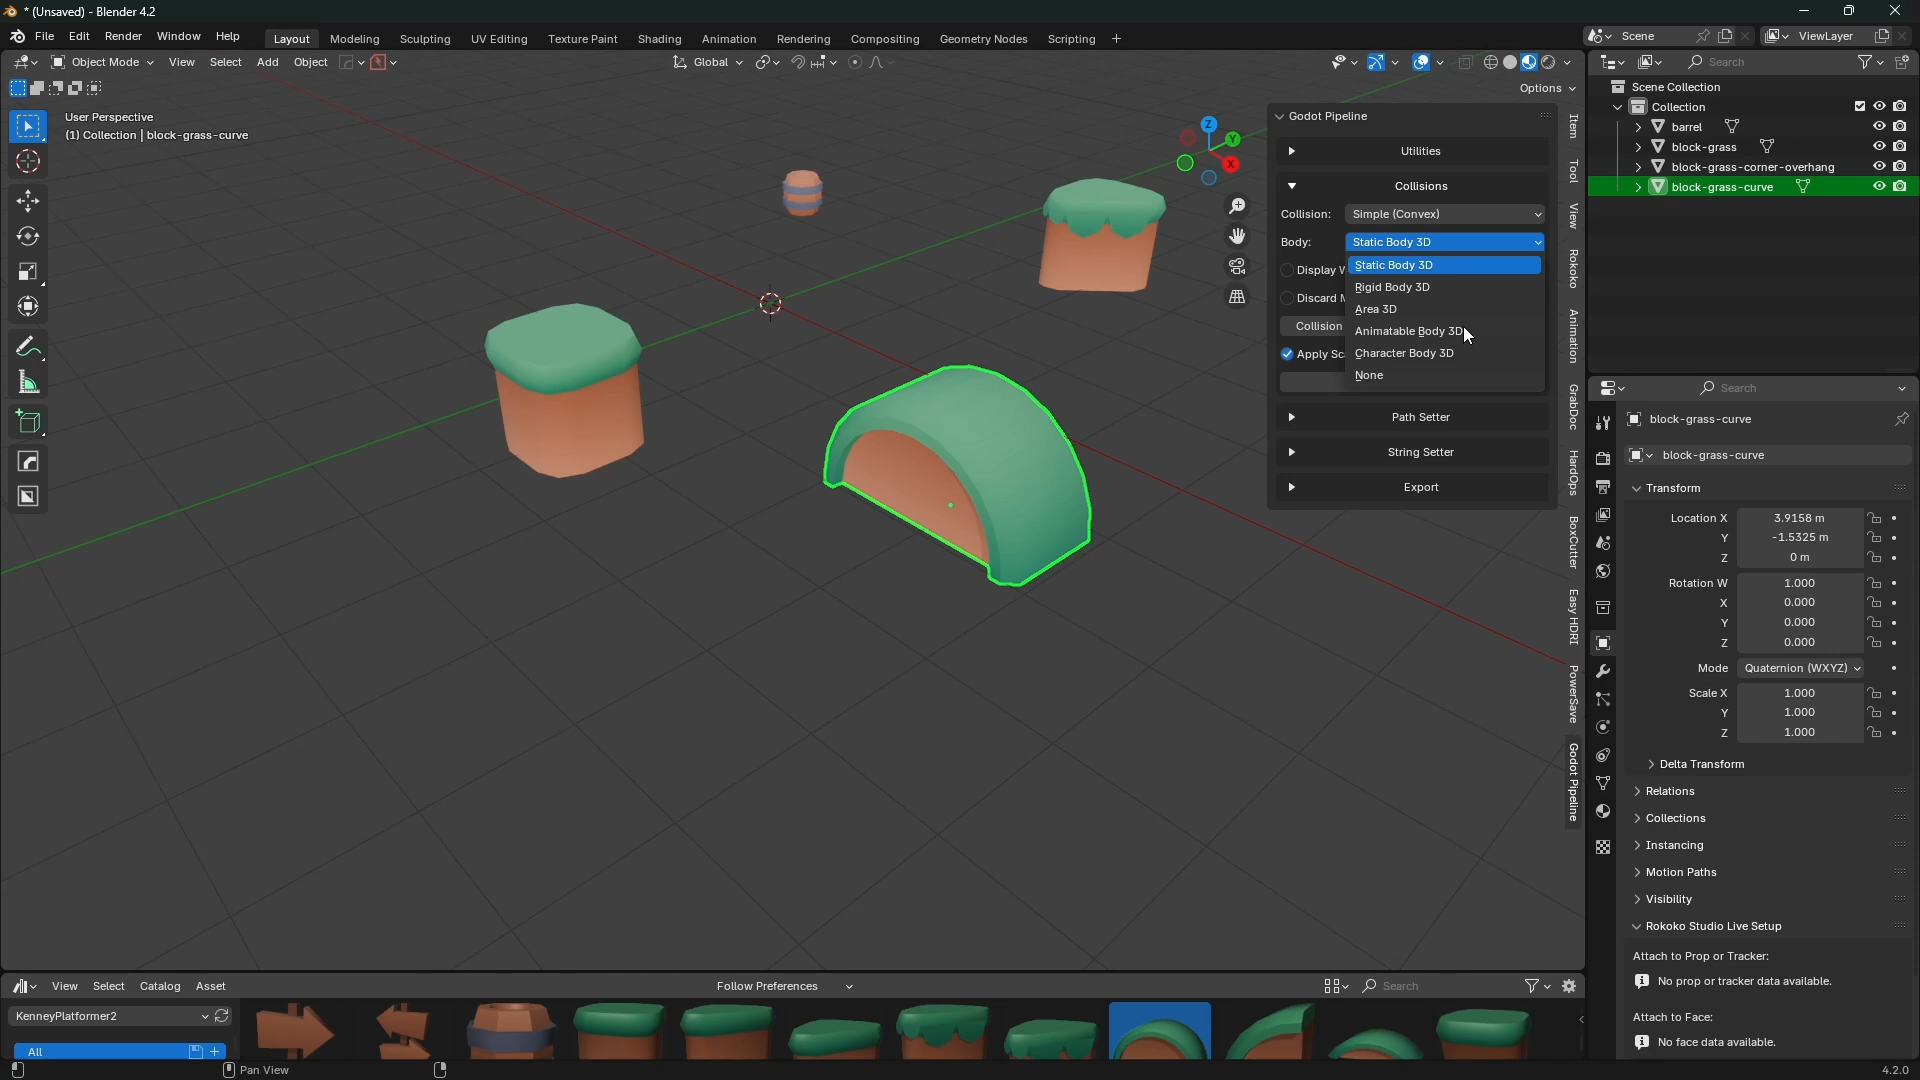 * (Unsaved) - Blender 4.2
File Edit Render Window Help Layout Modeling Sculpting UV Editing Texture Paint Shading Animation Rendering Compositing Geometry Nodes Scripting +
Scene ViewLayer
Object Mode View Select Add Object Global
Search
Options
User Perspective
(1) Collection | block-grass-curve
Scene Collection
Collection
barrel
block-grass
block-grass-corner-overhang
block-grass-curve
Z
Y
X
Godot Pipeline
Utilities
Collisions
Collision: Simple (Convex)
Body: Static Body 3D
Static Body 3D
Rigid Body 3D
Area 3D
Animatable Body 3D
Character Body 3D
None
Display
Discard
Collision
Apply Sc
Path Setter
String Setter
Export
Item
Tool
View
Rokoko
Animation
GrabDoc
HardOps
BoxCutter
Easy HDRI
PowerSave
Godot Pipeline
Search
block-grass-curve
block-grass-curve
Transform
Location X 3.9158 m
Y -1.5325 m
Z 0 m
Rotation W 1.000
X 0.000
Y 0.000
Z 0.000
Mode Quaternion (WXYZ)
Scale X 1.000
Y 1.000
Z 1.000
Delta Transform
Relations
Collections
Instancing
Motion Paths
Visibility
Rokoko Studio Live Setup
Attach to Prop or Tracker:
No prop or tracker data available.
Attach to Face:
No face data available.
View Select Catalog Asset Follow Preferences Search
KenneyPlatformer2
All
Pan View
4.2.0